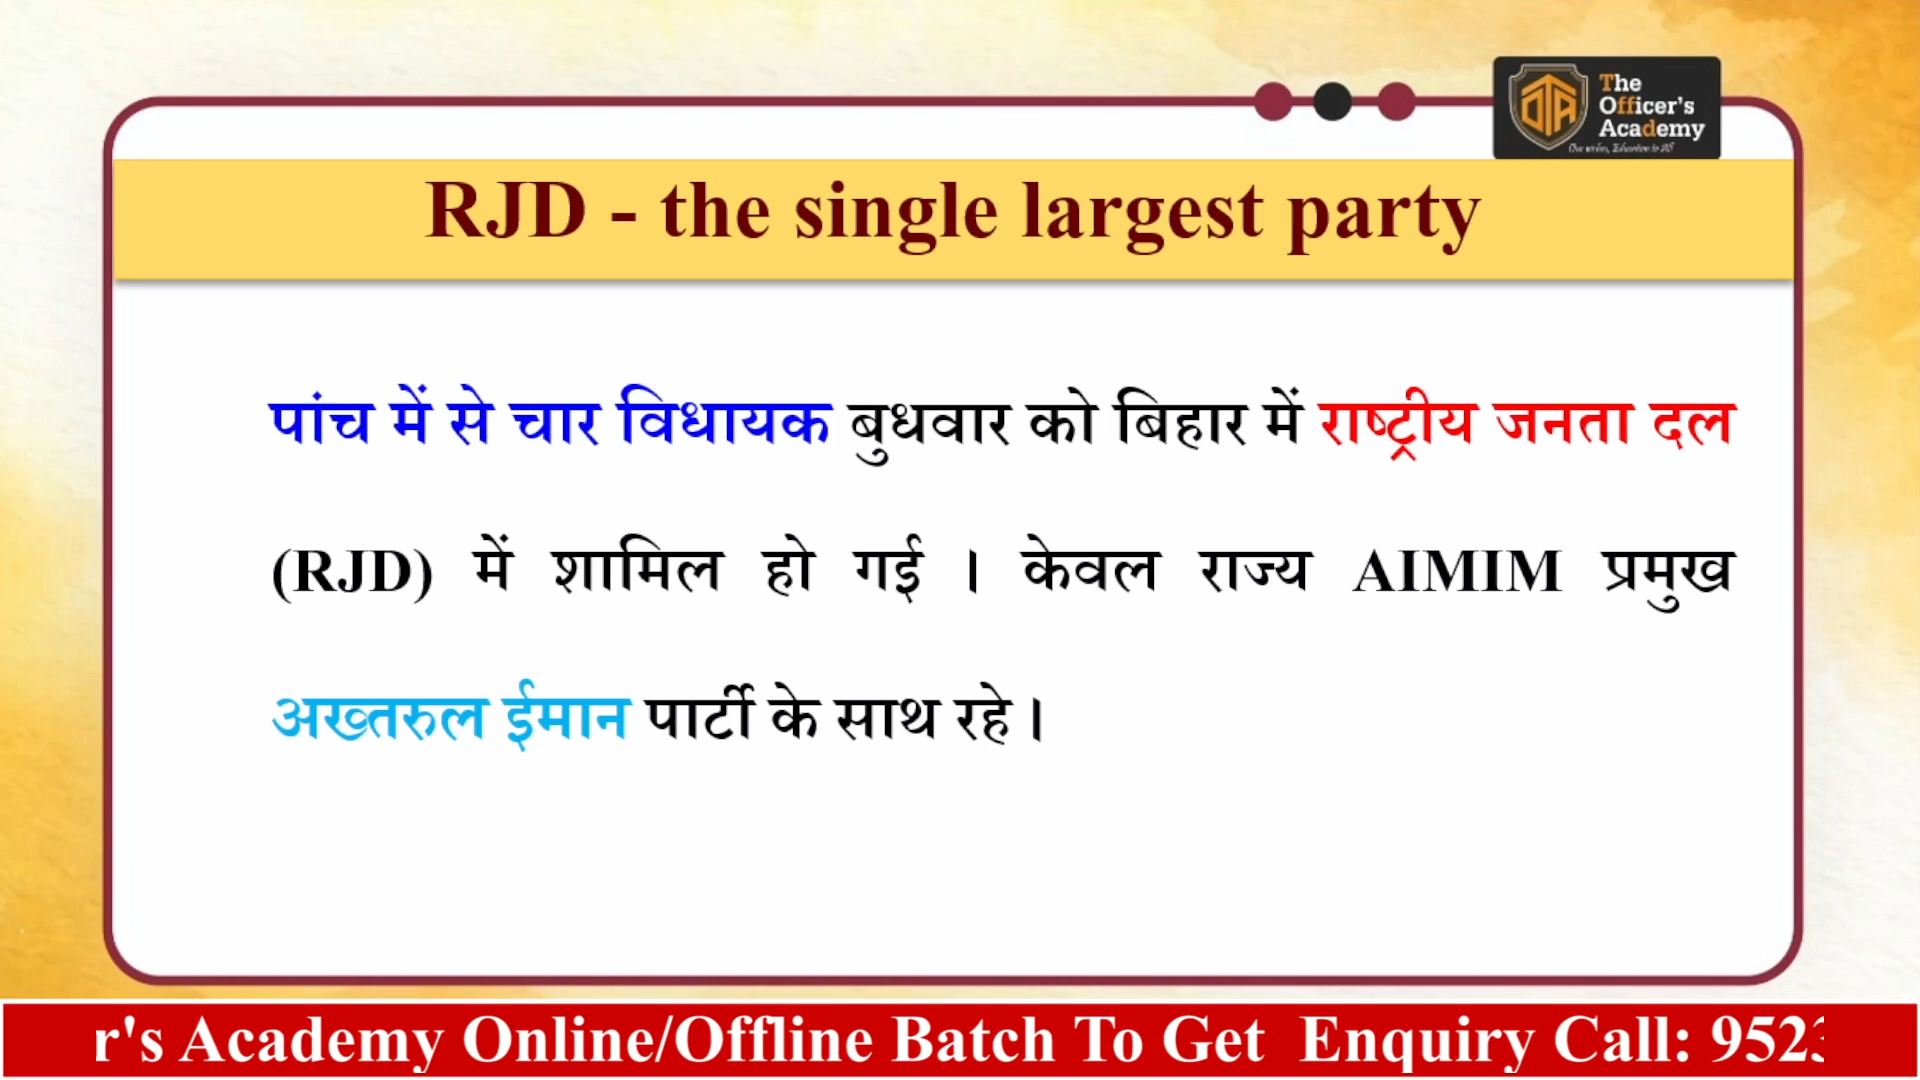 The
Officer's
Academy
RJD - the single largest party
पांच में से चार विधायक बुधवार को बिहार में राष्ट्रीय जनता दल
(RJD) में शामिल हो गई । केवल राज्य AIMIM प्रमुख
अख्तरुल ईमान पार्टी के साथ रहे।
r's Academy Online/Offline Batch To Get Enquiry Call: 952